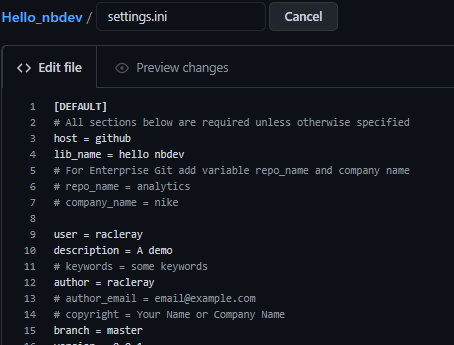 Hello_nbdev / settings.ini Cancel
<> Edit file Preview changes
1 [DEFAULT]
2 # All sections below are required unless otherwise specified
3 host = github
4 lib_name = hello nbdev
5 # For Enterprise Git add variable repo_name and company name
6 # repo_name = analytics
7 # company_name = nike
8
9 user = racleray
10 description = A demo
11 # keywords = some keywords
12 author = racleray
13 # author_email = email@example.com
14 # copyright = Your Name or Company Name
15 branch = master